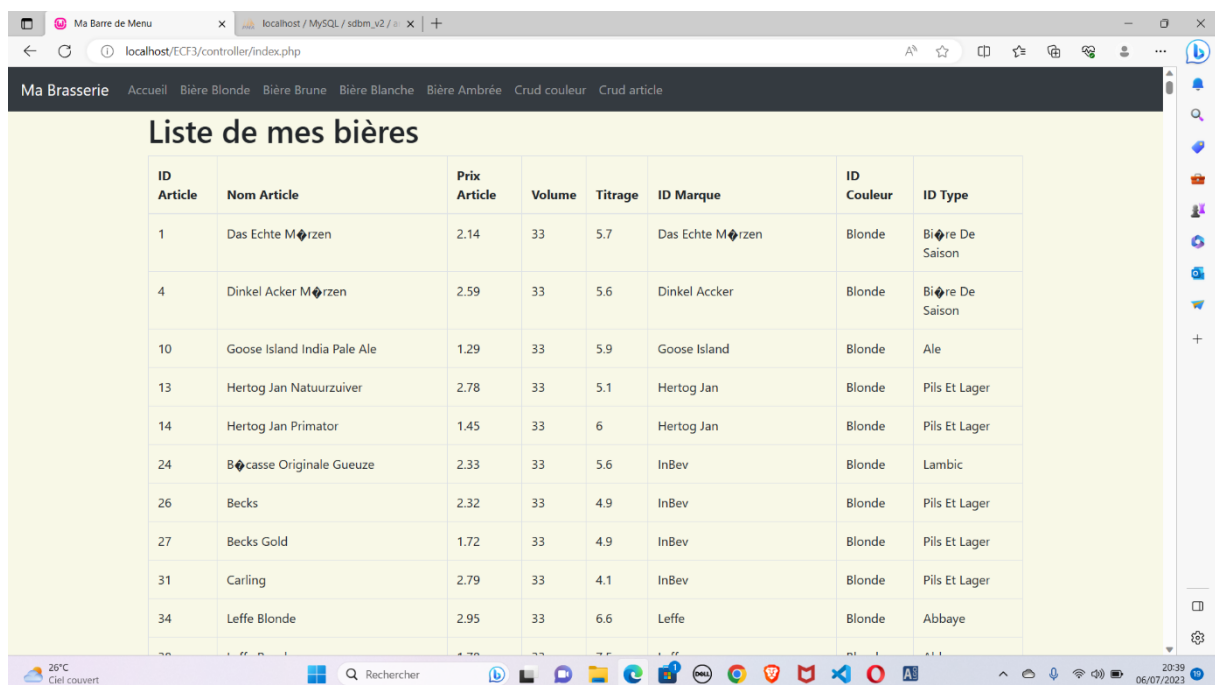 Ma Barre de Menu
localhost / MySQL / sdbm_v2 / a
localhost/ECF3/controller/index.php
Ma Brasserie Accueil Bière Blonde Bière Brune Bière Blanche Bière Ambrée Crud couleur Crud article
Liste de mes bières
ID Article Nom Article Prix Article Volume Titrage ID Marque ID Couleur ID Type
1 Das Echte M�rzen 2.14 33 5.7 Das Echte M�rzen Blonde Bi�re De Saison
4 Dinkel Acker M�rzen 2.59 33 5.6 Dinkel Accker Blonde Bi�re De Saison
10 Goose Island India Pale Ale 1.29 33 5.9 Goose Island Blonde Ale
13 Hertog Jan Natuurzuiver 2.78 33 5.1 Hertog Jan Blonde Pils Et Lager
14 Hertog Jan Primator 1.45 33 6 Hertog Jan Blonde Pils Et Lager
24 B�casse Originale Gueuze 2.33 33 5.6 InBev Blonde Lambic
26 Becks 2.32 33 4.9 InBev Blonde Pils Et Lager
27 Becks Gold 1.72 33 4.9 InBev Blonde Pils Et Lager
31 Carling 2.79 33 4.1 InBev Blonde Pils Et Lager
34 Leffe Blonde 2.95 33 6.6 Leffe Blonde Abbaye
26°C
Ciel couvert
Rechercher
DELL
20:39
06/07/2023
19